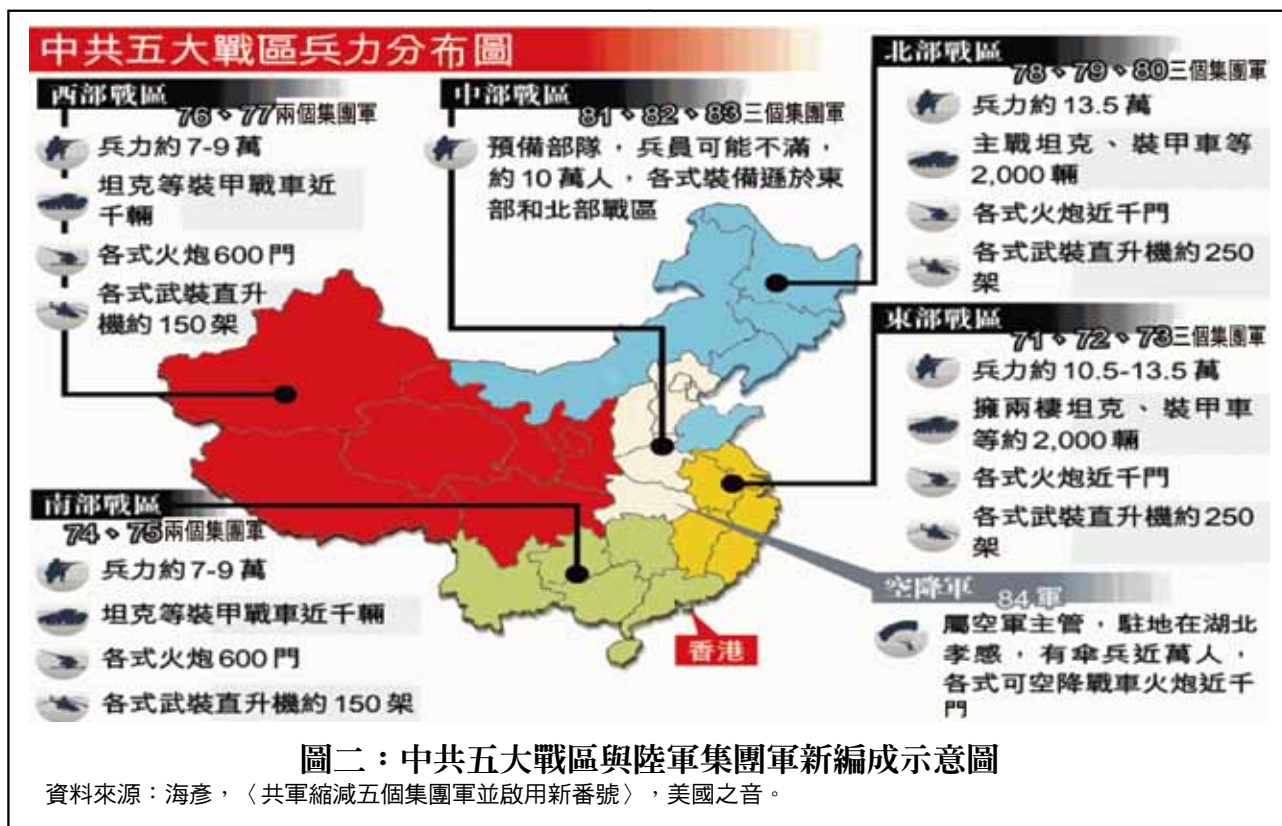 中共五大戰區兵力分布圖
西部戰區
76、77兩個集團軍
兵力約7-9萬
坦克等裝甲戰車近
千輛
各式火炮600門
各式武裝直升
機約150架
中部戰區
81、82、83三個集團軍
預備部隊，兵員可能不滿，
約10萬人，各式裝備遜於東
部和北部戰區
北部戰區
78、79、80三個集團軍
兵力約13.5萬
主戰坦克、裝甲車等
2,000輛
各式火炮近千門
各式武裝直升機約250
架
東部戰區
71、72、73三個集團軍
兵力約10.5-13.5萬
擁兩棲坦克、裝甲車
等約2,000輛
各式火炮近千門
各式武裝直升機約250
架
南部戰區
74、75兩個集團軍
兵力約7-9萬
坦克等裝甲戰車近千輛
各式火炮600門
各式武裝直升機約150架
香港
空降軍
84軍
屬空軍主管，駐地在湖北
孝感，有傘兵近萬人，
各式可空降戰車火炮近千
門
圖二：中共五大戰區與陸軍集團軍新編成示意圖
資料來源：海彥，〈共軍縮減五個集團軍並啟用新番號〉，美國之音。